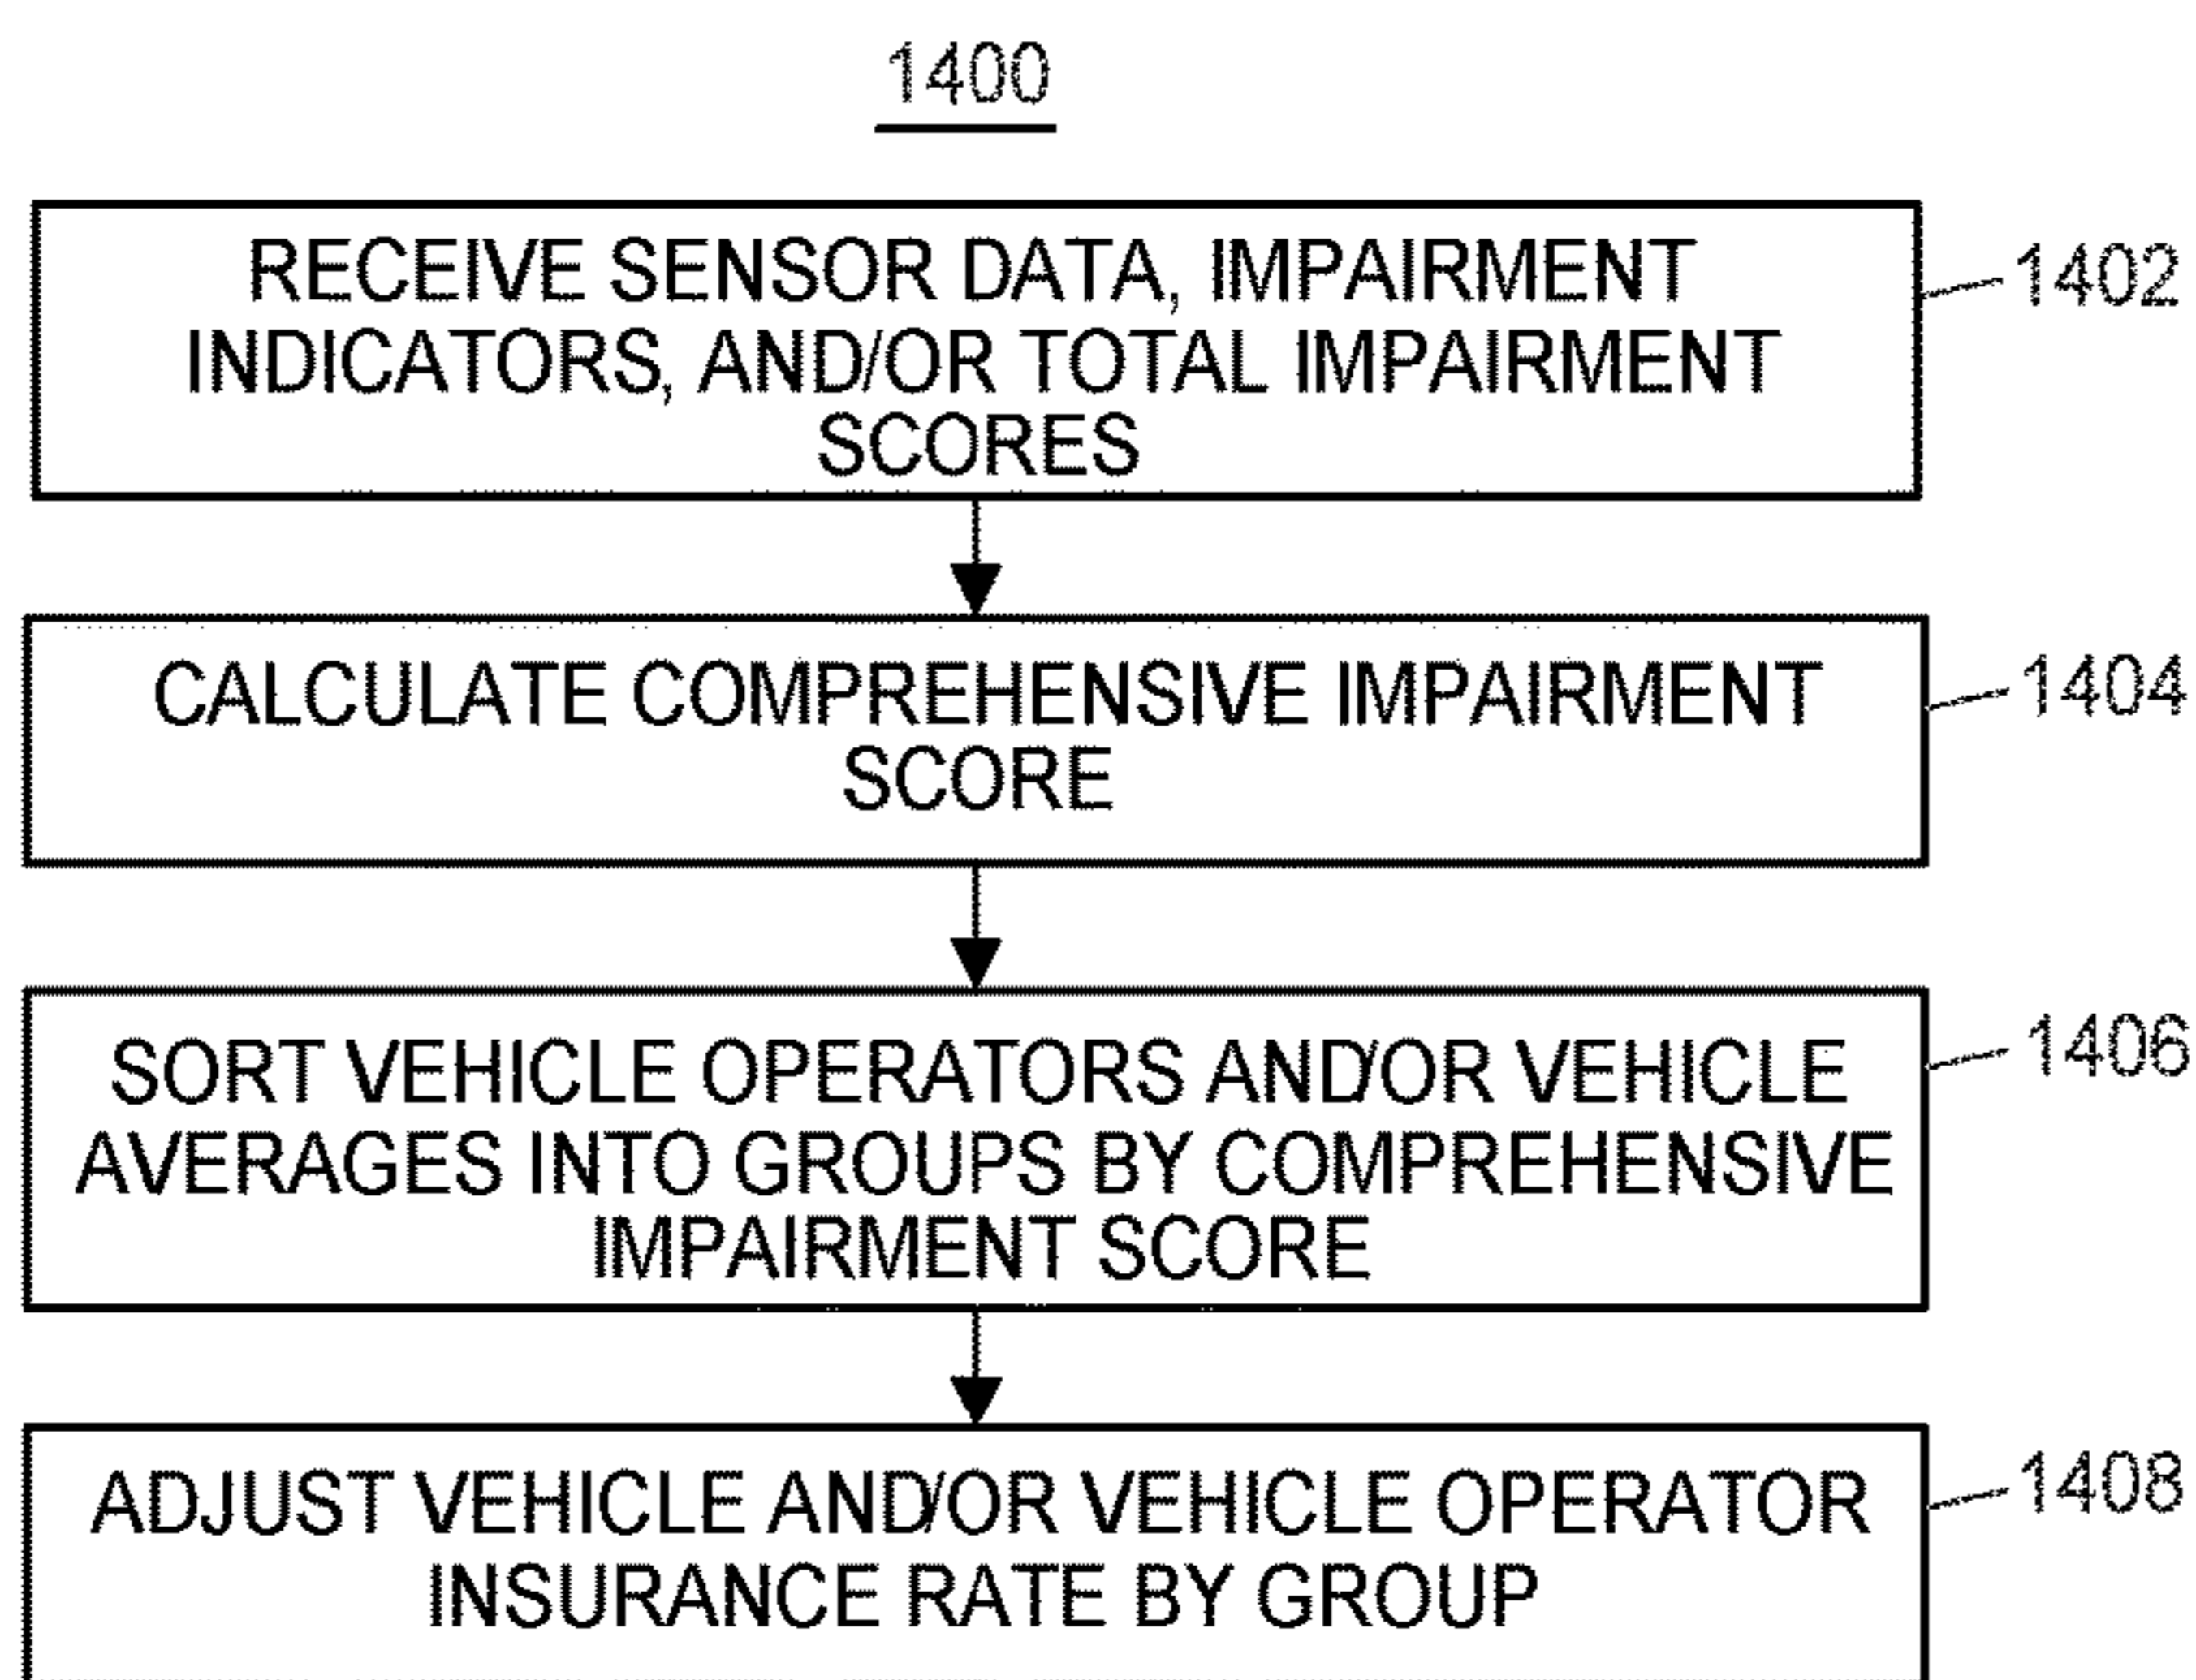 1400
RECEIVE SENSOR DATA, IMPAIRMENT
INDICATORS, AND/OR TOTAL IMPAIRMENT
SCORES
1402
CALCULATE COMPREHENSIVE IMPAIRMENT
SCORE
1404
SORT VEHICLE OPERATORS AND/OR VEHICLE
AVERAGES INTO GROUPS BY COMPREHENSIVE
IMPAIRMENT SCORE
1406
ADJUST VEHICLE AND/OR VEHICLE OPERATOR
INSURANCE RATE BY GROUP
1408